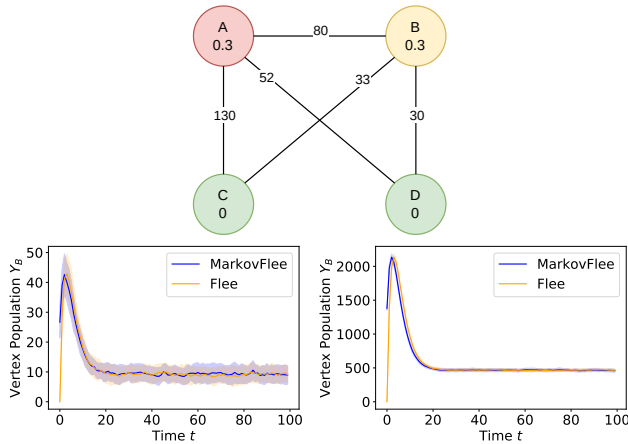 A
0.3
80
B
0.3
52
33
130
30
C
0
D
0
Vertex Population Y_B
50
40
30
20
10
0
MarkovFlee
Flee
0 20 40 60 80 100
Time t
Vertex Population Y_B
2000
1500
1000
500
0
MarkovFlee
Flee
0 20 40 60 80 100
Time t